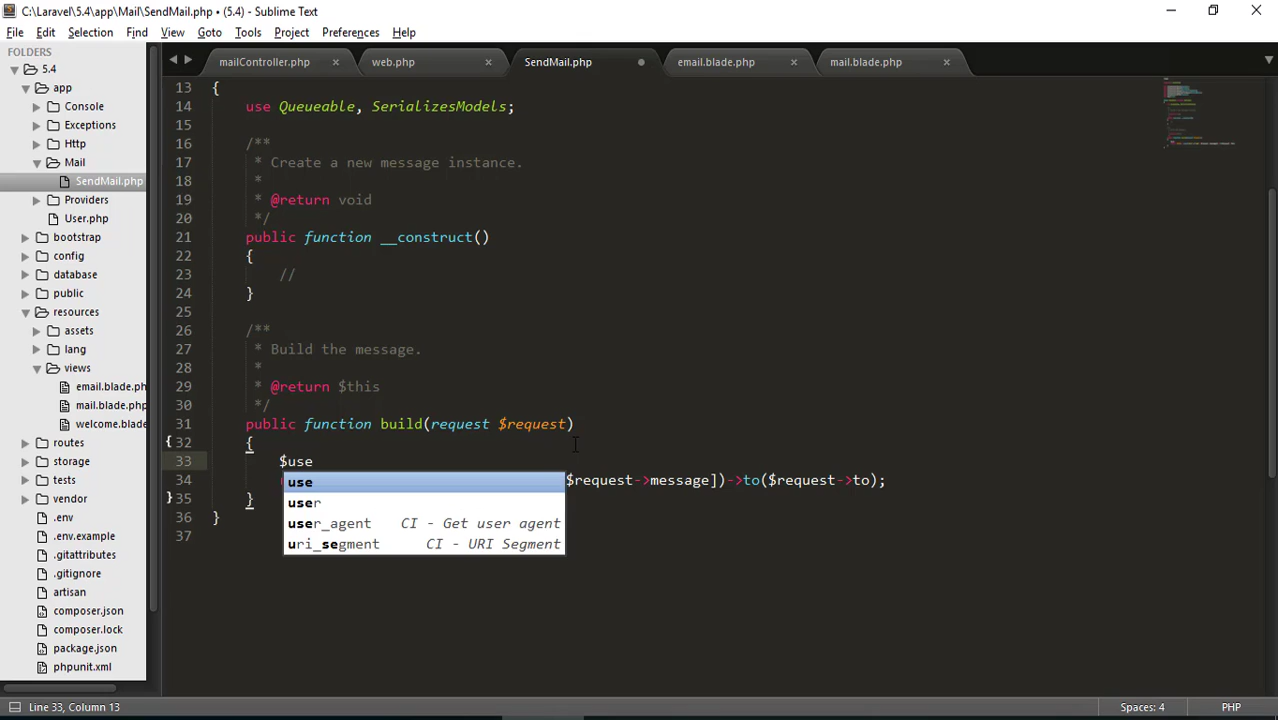 C:\Laravel\5.4\app\Mail\SendMail.php • (5.4) - Sublime Text
File Edit Selection Find View Goto Tools Project Preferences Help
FOLDERS
5.4
app
Console
Exceptions
Http
Mail
SendMail.php
Providers
User.php
bootstrap
config
database
public
resources
assets
lang
views
email.blade.ph
mail.blade.php
welcome.blade
routes
storage
tests
vendor
.env
.env.example
.gitattributes
.gitignore
artisan
composer.json
composer.lock
package.json
phpunit.xml
mailController.php × web.php × SendMail.php email.blade.php × mail.blade.php ×
13 {
14 use Queueable, SerializesModels;
15
16 /**
17 * Create a new message instance.
18 *
19 * @return void
20 */
21 public function __construct()
22 {
23 //
24 }
25
26 /**
27 * Build the message.
28 *
29 * @return $this
30 */
31 public function build(request $request)
32 {
33 $use
34 $request->message])->to($request->to);
35 }
36 }
37
use
user
user_agent CI - Get user agent
uri_segment CI - URI Segment
Line 33, Column 13 Spaces: 4 PHP